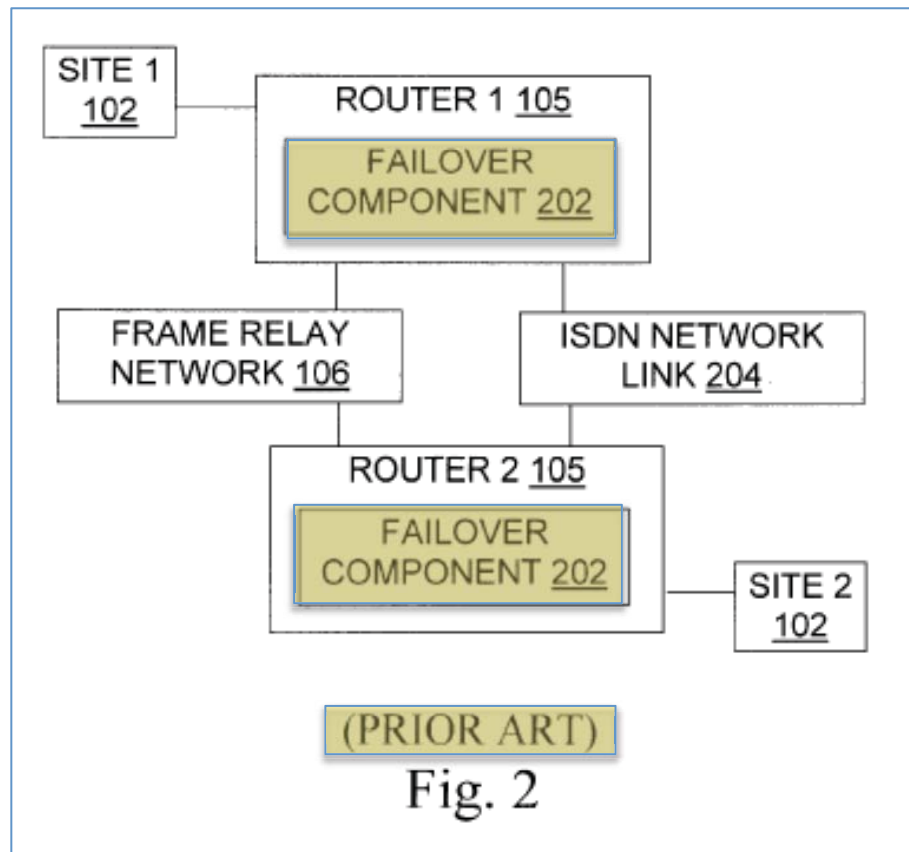 SITE 1
102
ROUTER 1 105
FAILOVER
COMPONENT 202
FRAME RELAY
NETWORK 106
ISDN NETWORK
LINK 204
ROUTER 2 105
FAILOVER
COMPONENT 202
SITE 2
102
(PRIOR ART)
Fig. 2